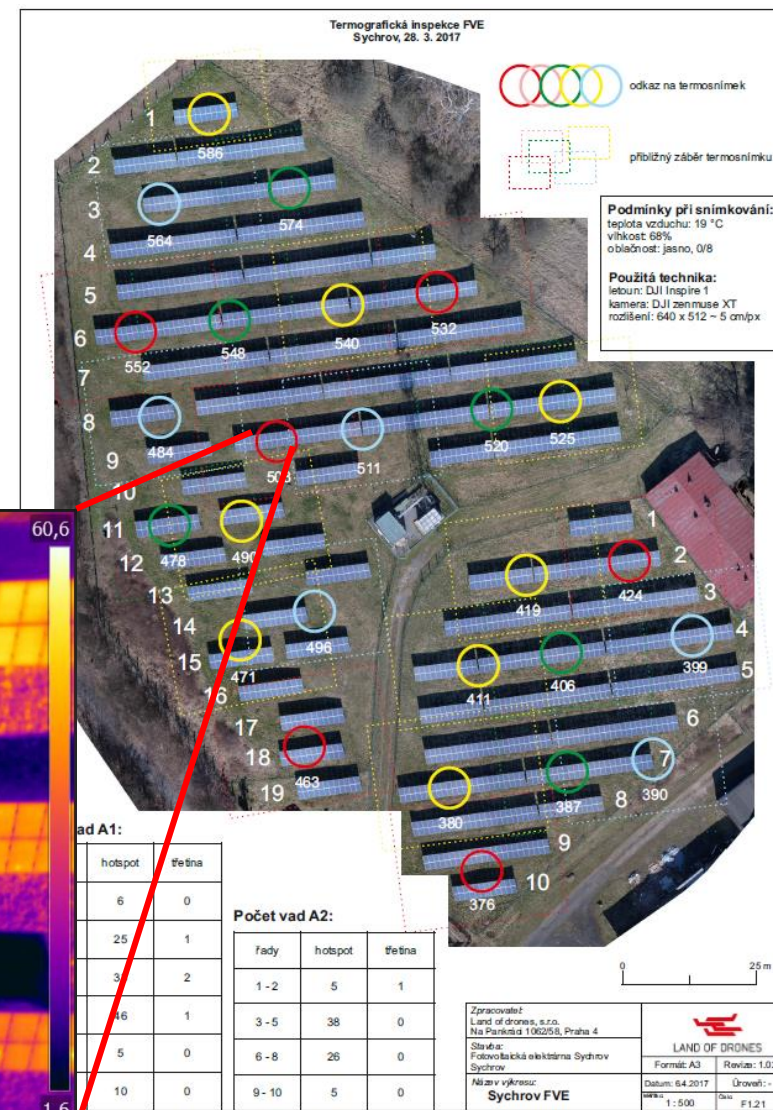 Termografická inspekce FVE
Sychrov, 28. 3. 2017
odkaz na termosnímek
přibližný záběr termosnímku
Podmínky při snímkování:
teplota vzduchu: 19 °C
vlhkost: 68%
oblačnost: jasno, 0/8
Použitá technika:
letoun: DJI Inspire 1
kamera: DJI zenmuse XT
rozlišení: 640 x 512 ~ 5 cm/px
1
586
2
3
564
574
4
5
6
552
548
540
532
7
8
484
511
520
525
9
10
11
478
490
12
13
14
496
15
471
16
17
18
463
19
1
2
419
424
3
4
399
411
406
5
6
7
390
380
387
8
9
10
376
60,6
1,6
ad A1:
hotspot třetina
6 0
25 1
2
46 1
5 0
10 0
Počet vad A2:
řady hotspot třetina
1 - 2 5 1
3 - 5 38 0
6 - 8 26 0
9 - 10 5 0
0 25 m
Zpracovatel:
Land of drones, s.r.o.
Na Pankráci 1062/58, Praha 4
Stavba:
Fotovoltaická elektrárna Sychrov
Sychrov
Název výkresu:
Sychrov FVE
LAND OF DRONES
Formát: A3 Revize: 1.0
Datum: 6.4.2017 Úroveň: -
1 : 500 F1.21